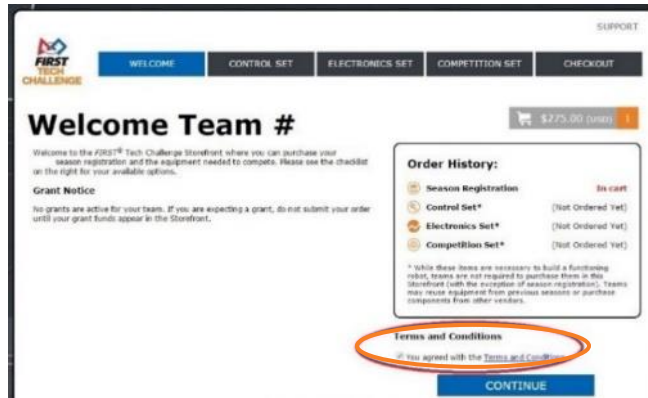 SUPPORT
FIRST
TECH
CHALLENGE
WELCOME
CONTROL SET
ELECTRONICS SET
COMPETITION SET
CHECKOUT
$275.00 (USD) 1
Welcome Team #
Welcome to the FIRST® Tech Challenge Storefront where you can purchase your
season registration and the equipment needed to compete. Please see the checklist
on the right for your available options.
Grant Notice
No grants are active for your team. If you are expecting a grant, do not submit your order
until your grant funds appear in the Storefront.
Order History:
Season Registration In cart
Control Set* (Not Ordered Yet)
Electronics Set* (Not Ordered Yet)
Competition Set* (Not Ordered Yet)
* While these items are necessary to build a functioning
robot, teams are not required to purchase them in this
Storefront (with the exception of season registration). Teams
may reuse equipment from previous seasons or purchase
components from other vendors.
Terms and Conditions
You agreed with the Terms and Conditions
CONTINUE